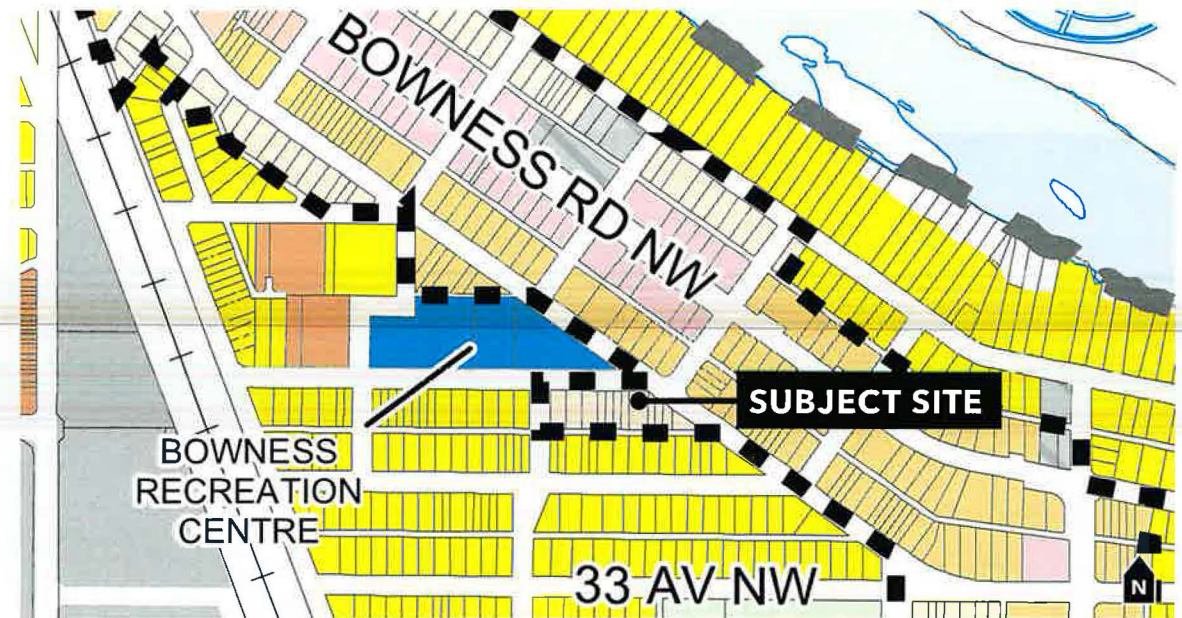 BOWNESS RD NW
SUBJECT SITE
BOWNESS
RECREATION
CENTRE
33 AV NW
N